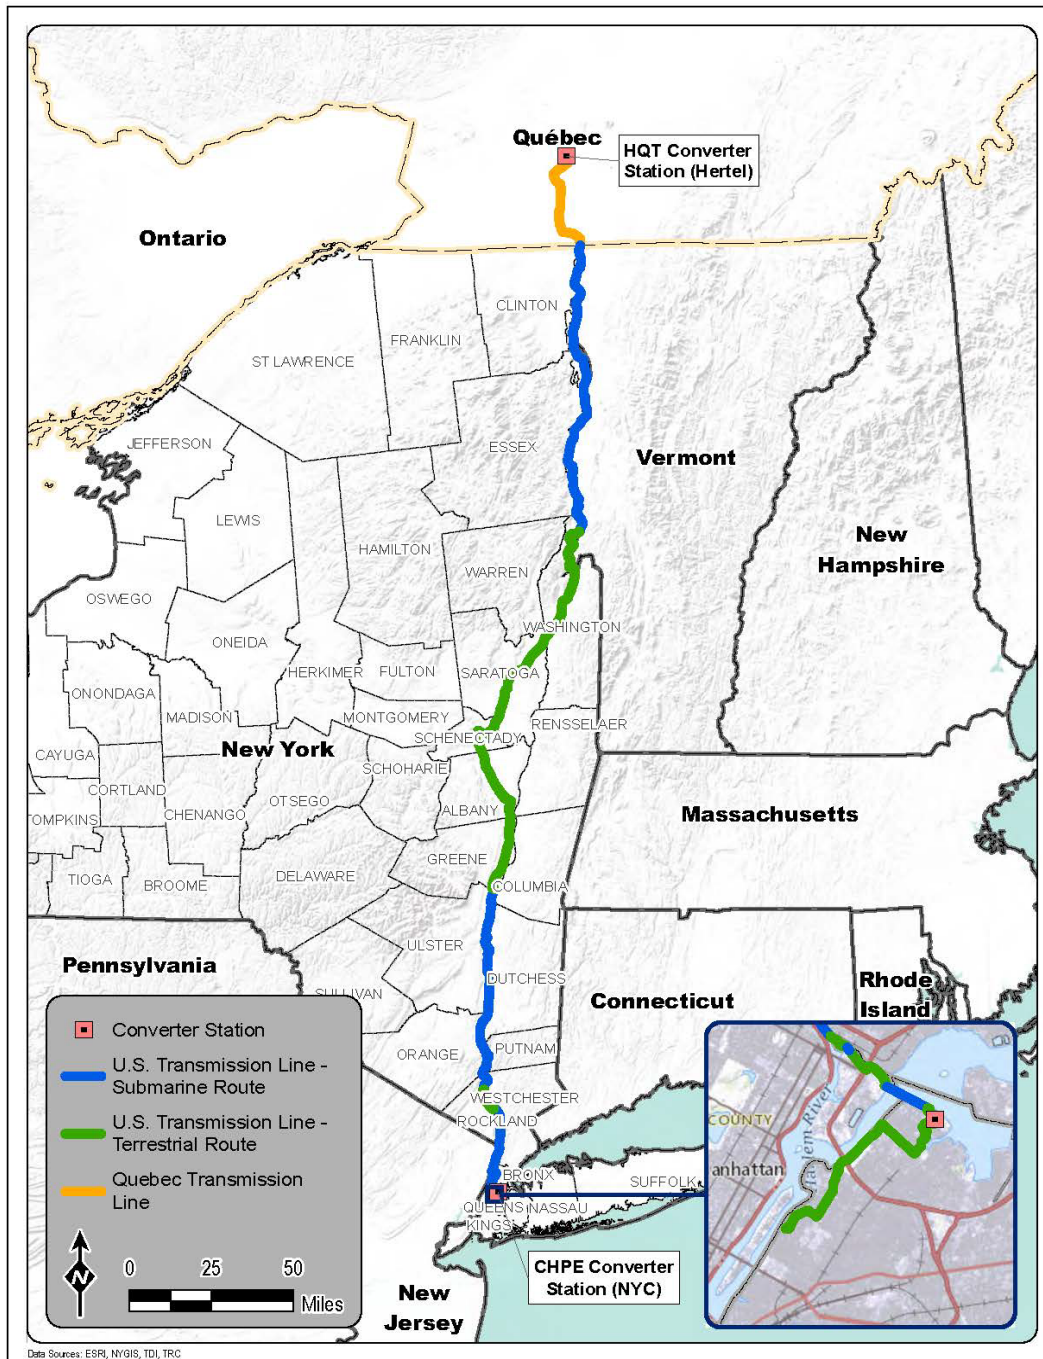 Québec
HQT Converter
Station (Hertel)
Ontario
CLINTON
FRANKLIN
ST LAWRENCE
JEFFERSON
ESSEX
Vermont
LEWIS
HAMILTON
New
Hampshire
WARREN
OSWEGO
WASHINGTON
ONEIDA
HERKIMER
FULTON
SARATOGA
ONONDAGA
MADISON
MONTGOMERY
RENSSELAER
SCHENECTADY
New York
CAYUGA
SCHOHARIE
CORTLAND
OTSEGO
ALBANY
Massachusetts
TOMPKINS
CHENANGO
GREENE
TIOGA
BROOME
DELAWARE
COLUMBIA
ULSTER
Pennsylvania
DUTCHESS
Rhode
Island
SULLIVAN
Connecticut
ORANGE
PUTNAM
WESTCHESTER
ROCKLAND
BRONX
SUFFOLK
QUEENS
NASSAU
KINGS
CHPE Converter
Station (NYC)
New
Jersey
Converter Station
U.S. Transmission Line -
Submarine Route
U.S. Transmission Line -
Terrestrial Route
Quebec Transmission
Line
N
0 25 50
Miles
COUNTY
anhattan
Harlem River
Data Sources: ESRI, NYGIS, TDI, TRC